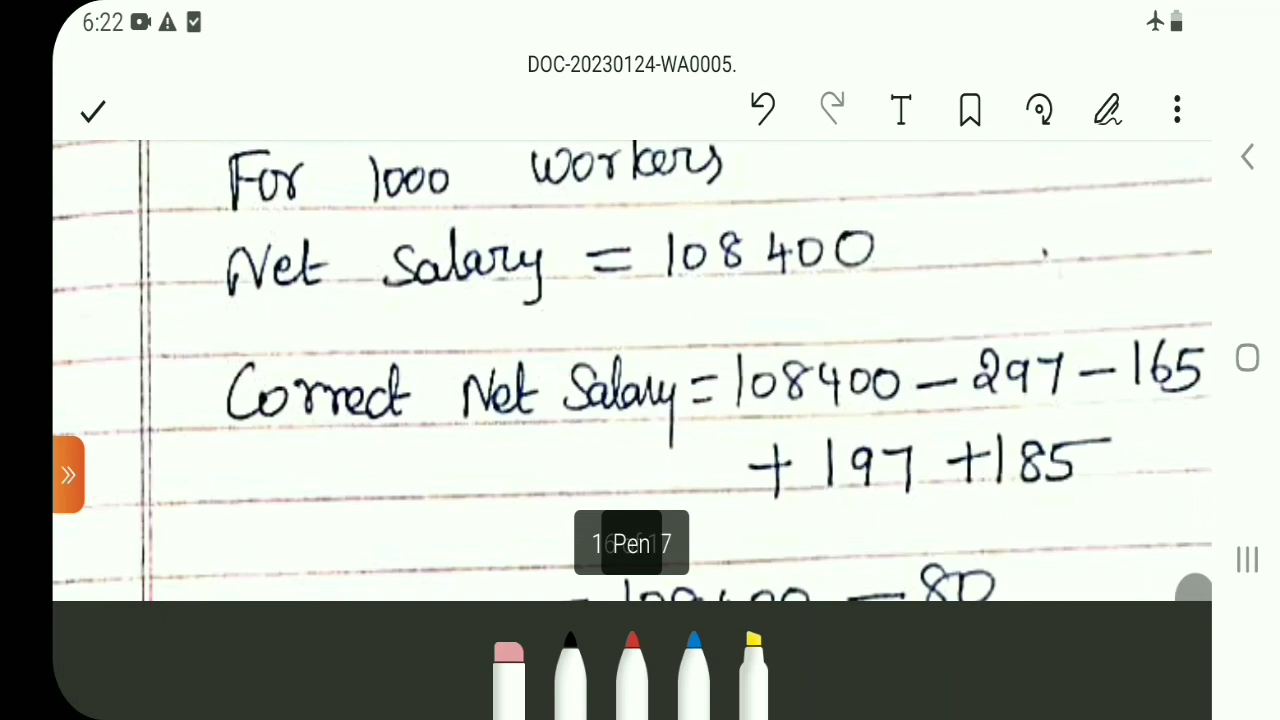 6:22
DOC-20230124-WA0005.
For 1000 workers
Net Salary = 108400
Correct Net Salary = 108400 - 297 - 165
+ 197 + 185
Pen
- 80